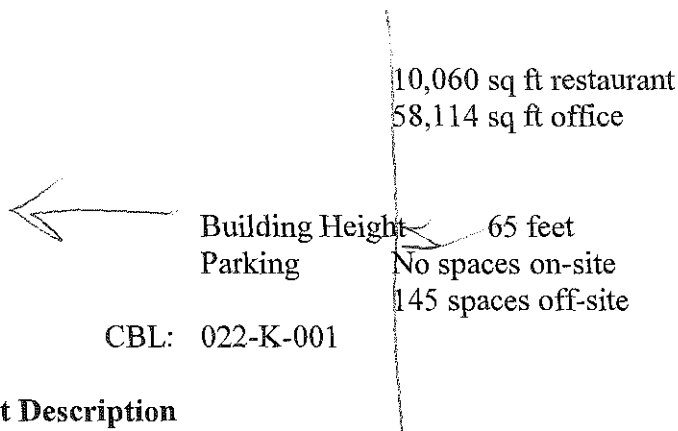 10,060 sq ft restaurant
58,114 sq ft office
Building Height 65 feet
Parking No spaces on-site
145 spaces off-site
CBL: 022-K-001
t Description